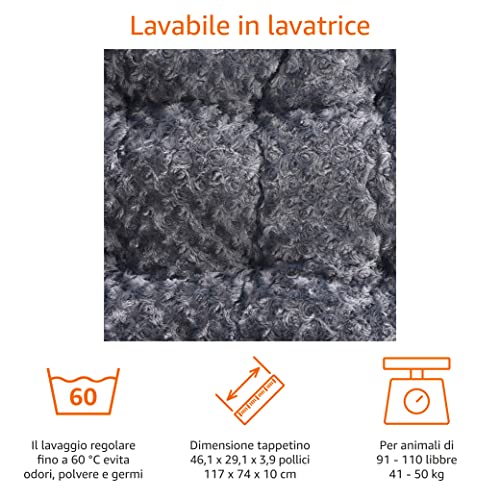 Lavabile in lavatrice
60
Il lavaggio regolare
fino a 60 °C evita
odori, polvere e germi
Dimensione tappetino
46,1 x 29,1 x 3,9 pollici
117 x 74 x 10 cm
Per animali di
91 - 110 libbre
41 - 50 kg